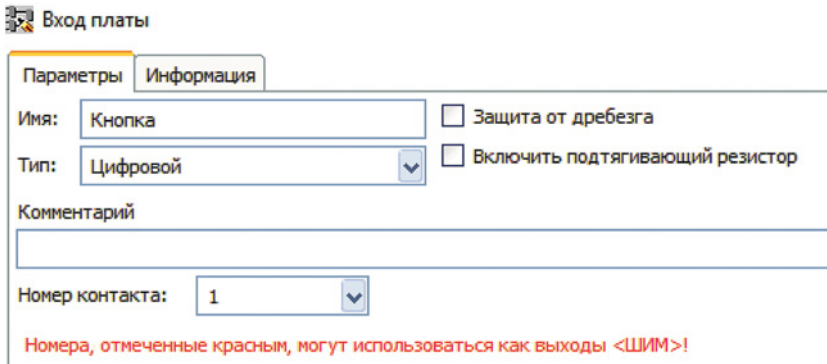 Вход платы
Параметры Информация
Имя: Кнопка Защита от дребезга
Тип: Цифровой Включить подтягивающий резистор
Комментарий
Номер контакта: 1
Номера, отмеченные красным, могут использоваться как выходы <ШИМ>!